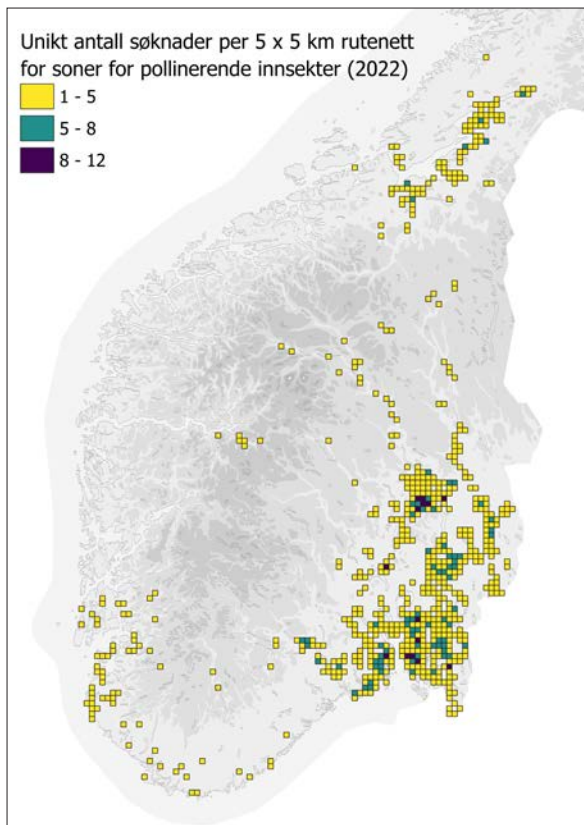 Unikt antall søknader per 5 x 5 km rutenett
for soner for pollinerende innsekter (2022)
1 - 5
5 - 8
8 - 12